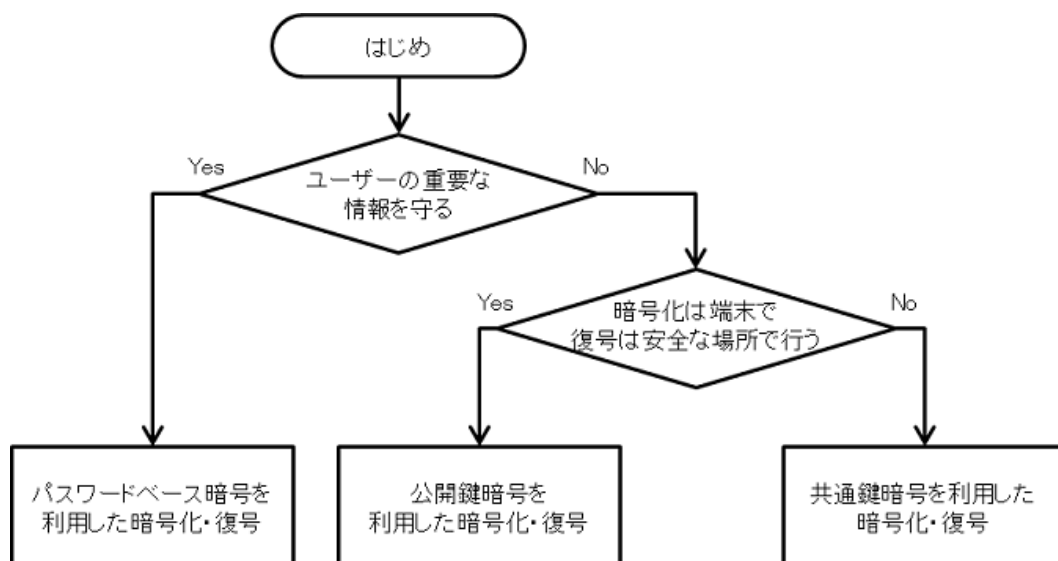 はじめ
Yes
No
ユーザーの重要な
情報を守る
Yes
No
暗号化は端末で
復号は安全な場所で行う
パスワードベース暗号を
利用した暗号化・復号
公開鍵暗号を
利用した暗号化・復号
共通鍵暗号を利用した
暗号化・復号